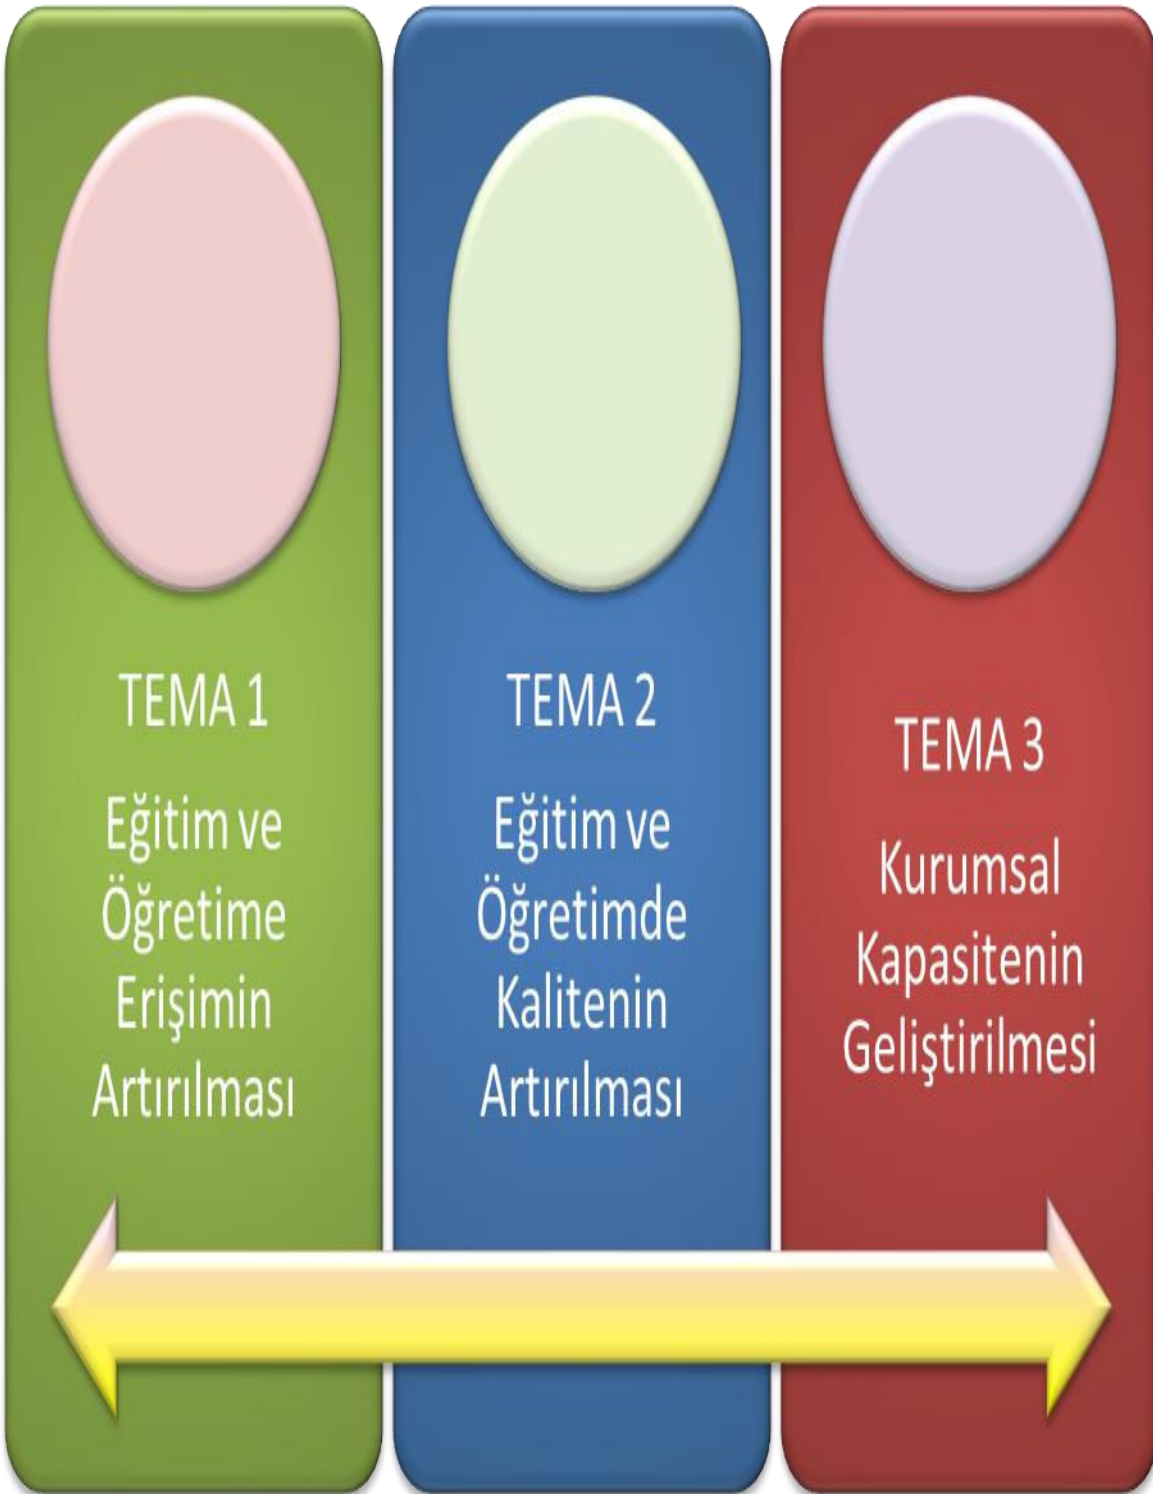 TEMA 1
Eğitim ve
Öğretime
Erişimin
Artırılması
TEMA 2
Eğitim ve
Öğretimde
Kalitenin
Artırılması
TEMA 3
Kurumsal
Kapasitenin
Geliştirilmesi